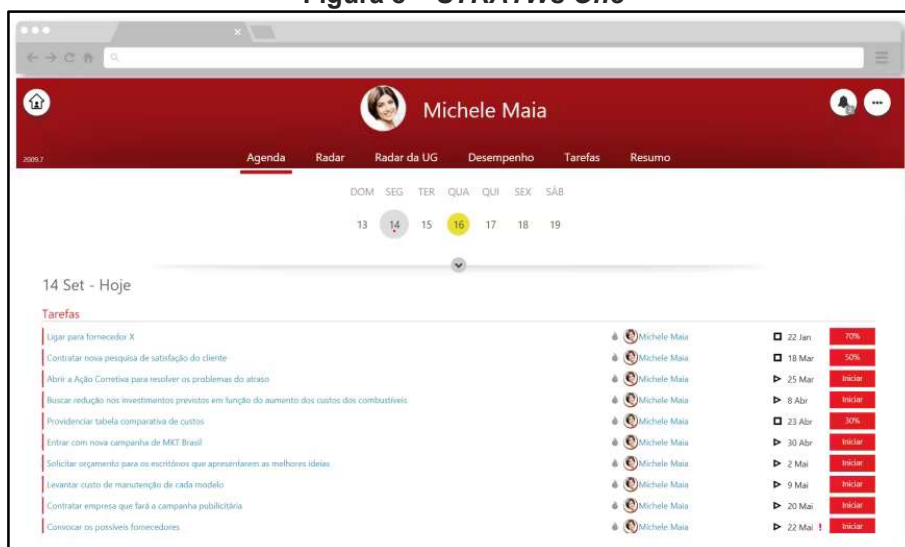 Michele Maia
2009.7
Agenda Radar Radar da UG Desempenho Tarefas Resumo
DOM SEG TER QUA QUI SEX SÁB
13 14 15 16 17 18 19
14 Set - Hoje
Tarefas
Ligar para fornecedor X Michele Maia 22 Jan 70%
Contratar nova pesquisa de satisfação do cliente Michele Maia 18 Mar 50%
Abrir a Ação Corretiva para resolver os problemas do atraso Michele Maia 25 Mar Iniciar
Buscar redução nos investimentos previstos em função do aumento dos custos dos combustíveis Michele Maia 8 Abr Iniciar
Providenciar tabela comparativa de custos Michele Maia 23 Abr 30%
Entrar com nova campanha de MKT Brasil Michele Maia 30 Abr Iniciar
Solicitar orçamento para os escritórios que apresentarem as melhores ideias Michele Maia 2 Mai Iniciar
Levantar custo de manutenção de cada modelo Michele Maia 9 Mai Iniciar
Contratar empresa que fará a campanha publicitária Michele Maia 20 Mai Iniciar
Convocar os possíveis fornecedores Michele Maia 22 Mai ! Iniciar